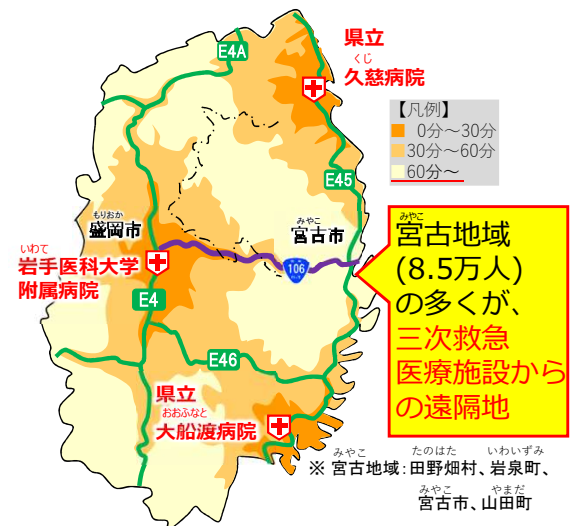 E4A
県立
くじ
久慈病院
【凡例】
0分～30分
30分～60分
60分～
E45
もりおか
盛岡市
みやこ
宮古市
いわて
岩手医科大学
附属病院
106
E4
みやこ
宮古地域
(8.5万人)
の多くが、
三次救急
医療施設から
の遠隔地
E46
県立
おおふなと
大船渡病院
みやこ たのはた いわいずみ
※ 宮古地域：田野畑村、岩泉町、
みやこ やまだ
宮古市、山田町